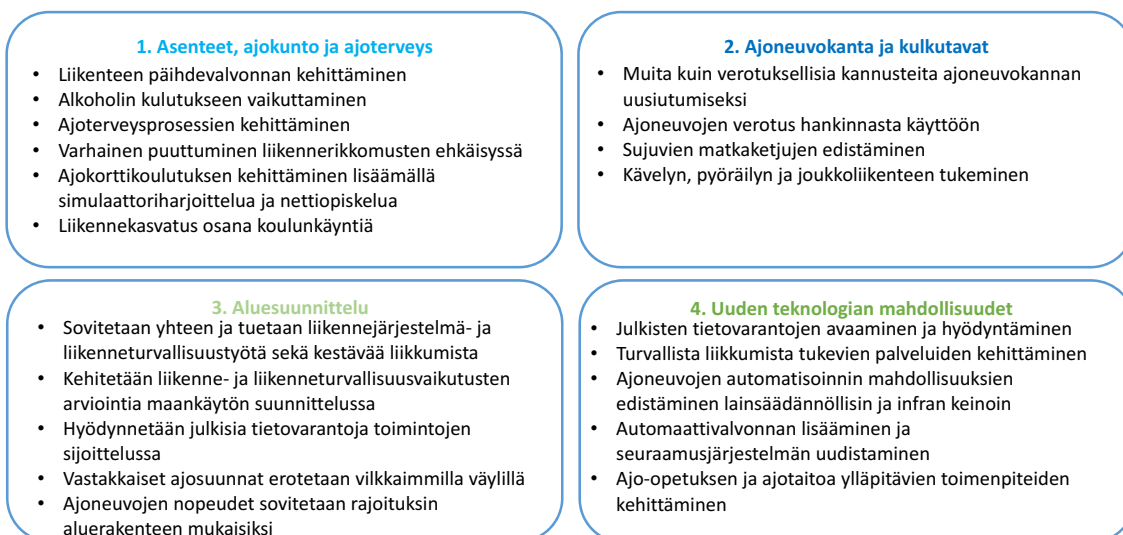 1. Asenteet, ajokunto ja ajoterveys
• Liikenteen päihdevalvonnan kehittäminen
• Alkoholin kulutukseen vaikuttaminen
• Ajoterveysprosessien kehittäminen
• Varhainen puuttuminen liikennerikkomusten ehkäisyssä
• Ajokorttikoulutuksen kehittäminen lisäämällä
simulaattoriharjoittelua ja nettiopiskelua
• Liikennekasvatus osana koulunkäyntiä
2. Ajoneuvokanta ja kulkutavat
• Muita kuin verotuksellisia kannusteita ajoneuvokannan
uusiutumiseksi
• Ajoneuvojen verotus hankinnasta käyttöön
• Sujuvien matkaketjujen edistäminen
• Kävelyn, pyöräilyn ja joukkoliikenteen tukeminen
3. Aluesuunnittelu
• Sovitetaan yhteen ja tuetaan liikennejärjestelmä- ja
liikenneturvallisuustyötä sekä kestävää liikkumista
• Kehitetään liikenne- ja liikenneturvallisuusvaikutusten
arviointia maankäytön suunnittelussa
• Hyödynnetään julkisia tietovarantoja toimintojen
sijoittelussa
• Vastakkaiset ajosuunnat erotetaan vilkkaimmilla väylillä
• Ajoneuvojen nopeudet sovitetaan rajoituksin
aluerakenteen mukaisiksi
4. Uuden teknologian mahdollisuudet
• Julkisten tietovarantojen avaaminen ja hyödyntäminen
• Turvallista liikkumista tukevien palveluiden kehittäminen
• Ajoneuvojen automatisoinnin mahdollisuuksien
edistäminen lainsäädännöllisin ja infran keinoin
• Automaattivalvonnan lisääminen ja
seuraamusjärjestelmän uudistaminen
• Ajo-opetuksen ja ajotaitoa ylläpitävien toimenpiteiden
kehittäminen